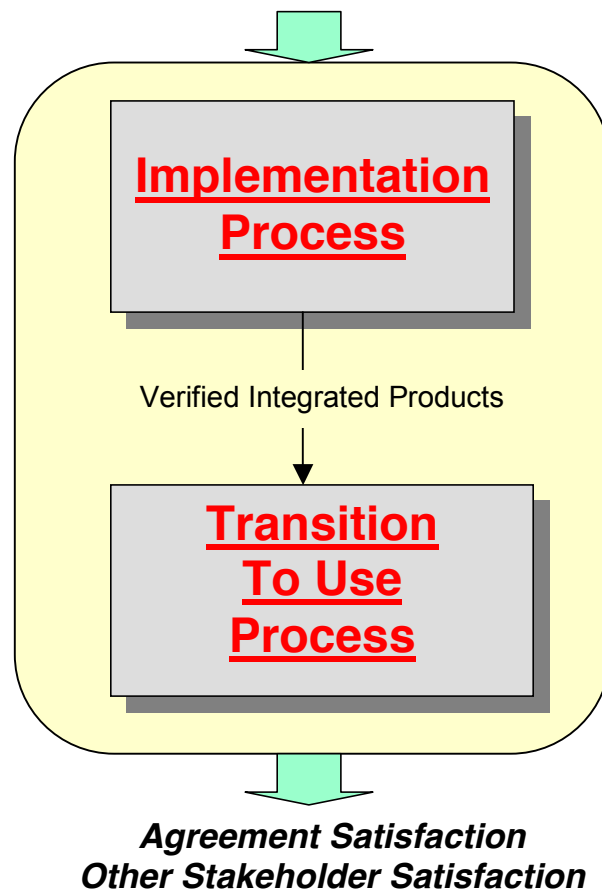 Implementation
Process
Verified Integrated Products
Transition
To Use
Process
Agreement Satisfaction
Other Stakeholder Satisfaction